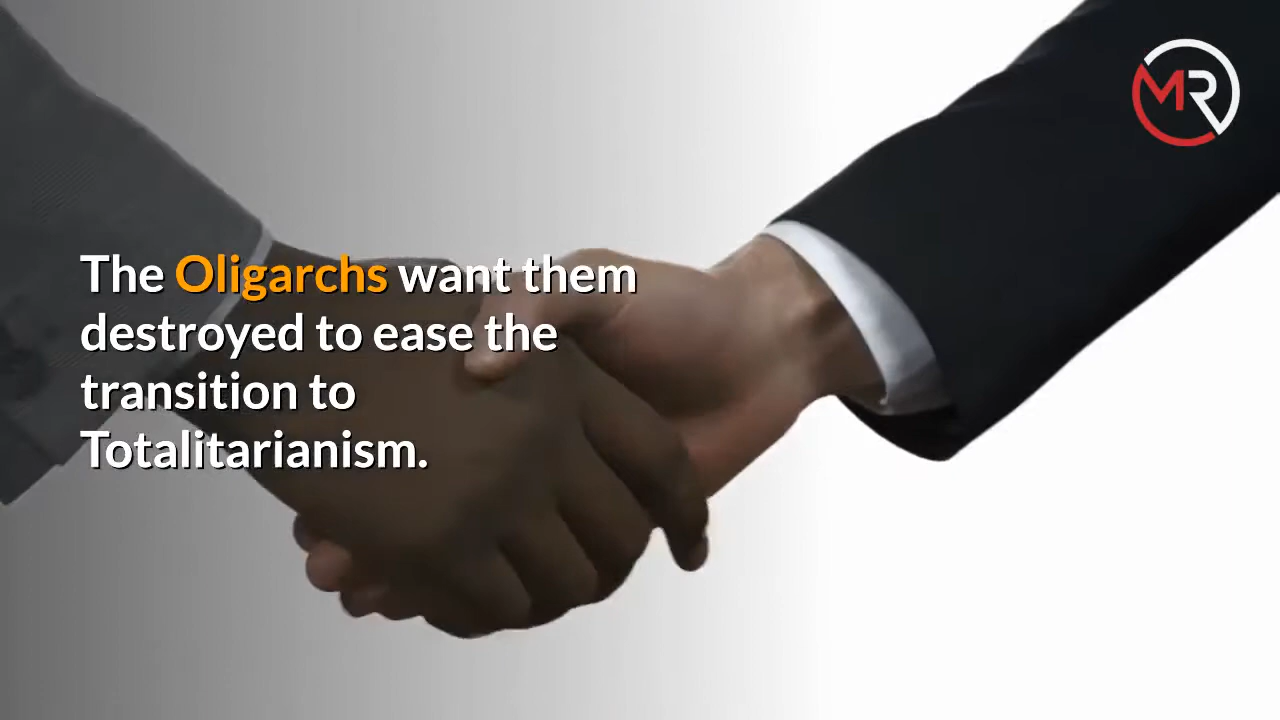 MR
The Oligarchs want them
destroyed to ease the
transition to
Totalitarianism.